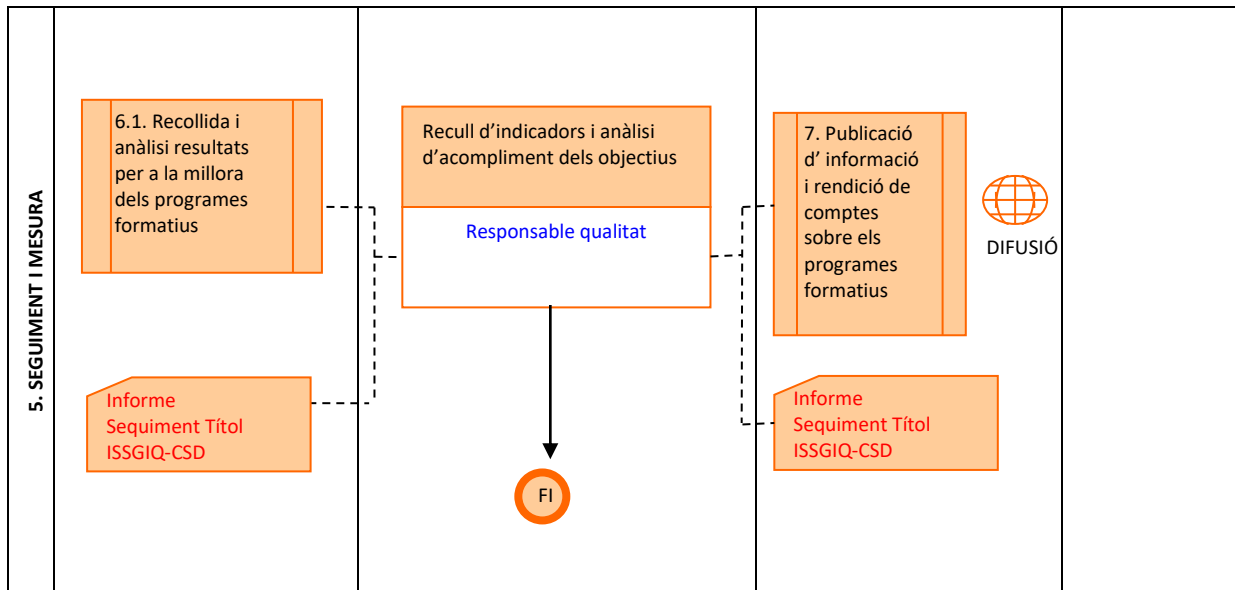 5. SEGUIMENT I MESURA
6.1. Recollida i
anàlisi resultats
per a la millora
dels programes
formatius
Informe
Sequiment Títol
ISSGIQ-CSD
Recull d’indicadors i anàlisi
d’acompliment dels objectius
Responsable qualitat
FI
7. Publicació
d’ informació
i rendició de
comptes
sobre els
programes
formatius
DIFUSIÓ
Informe
Sequiment Títol
ISSGIQ-CSD